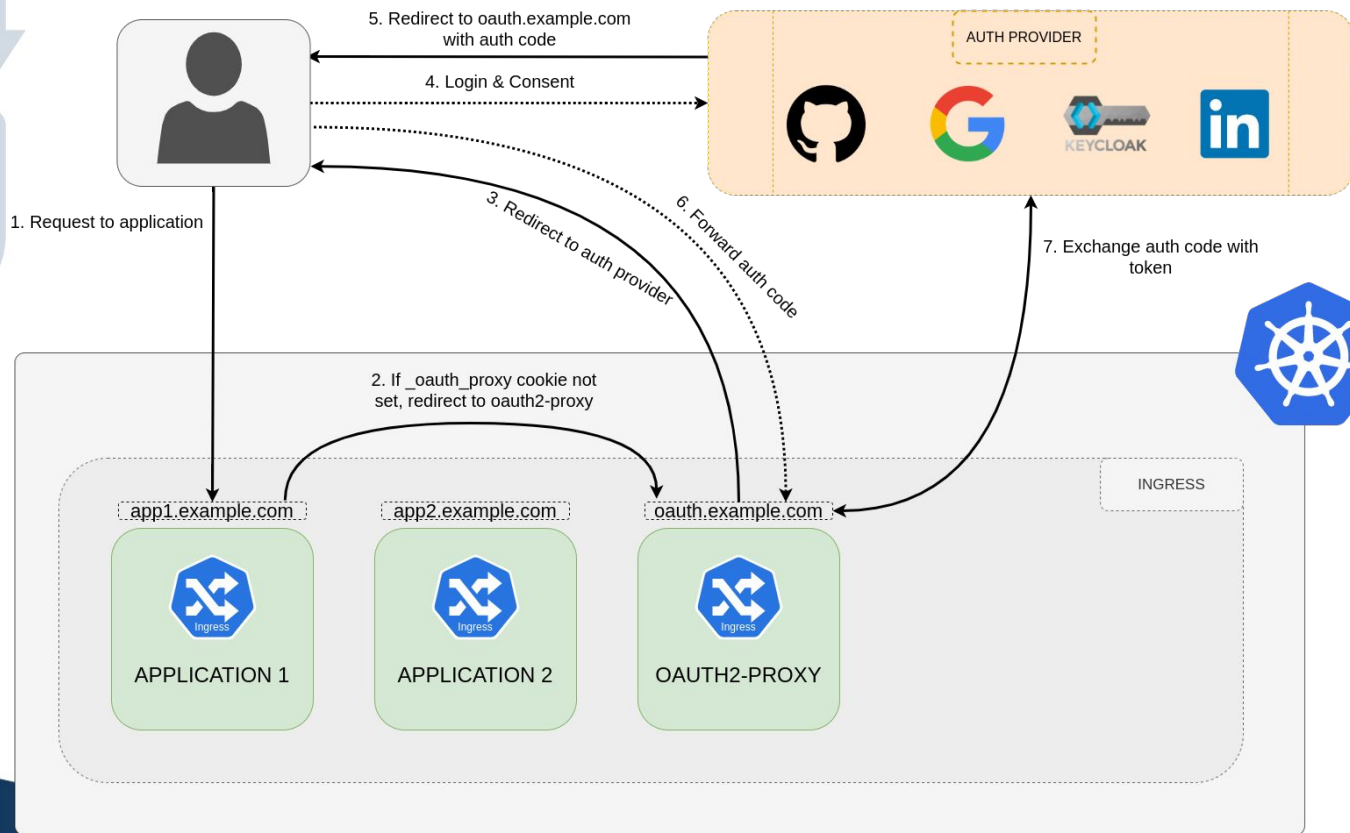 5. Redirect to oauth.example.com
with auth code
AUTH PROVIDER
4. Login & Consent
KEYCLOAK
in
1. Request to application
3. Redirect to auth provider
6. Forward auth code
7. Exchange auth code with
token
2. If _oauth_proxy cookie not
set, redirect to oauth2-proxy
INGRESS
app1.example.com
app2.example.com
oauth.example.com
Ingress
Ingress
Ingress
APPLICATION 1
APPLICATION 2
OAUTH2-PROXY